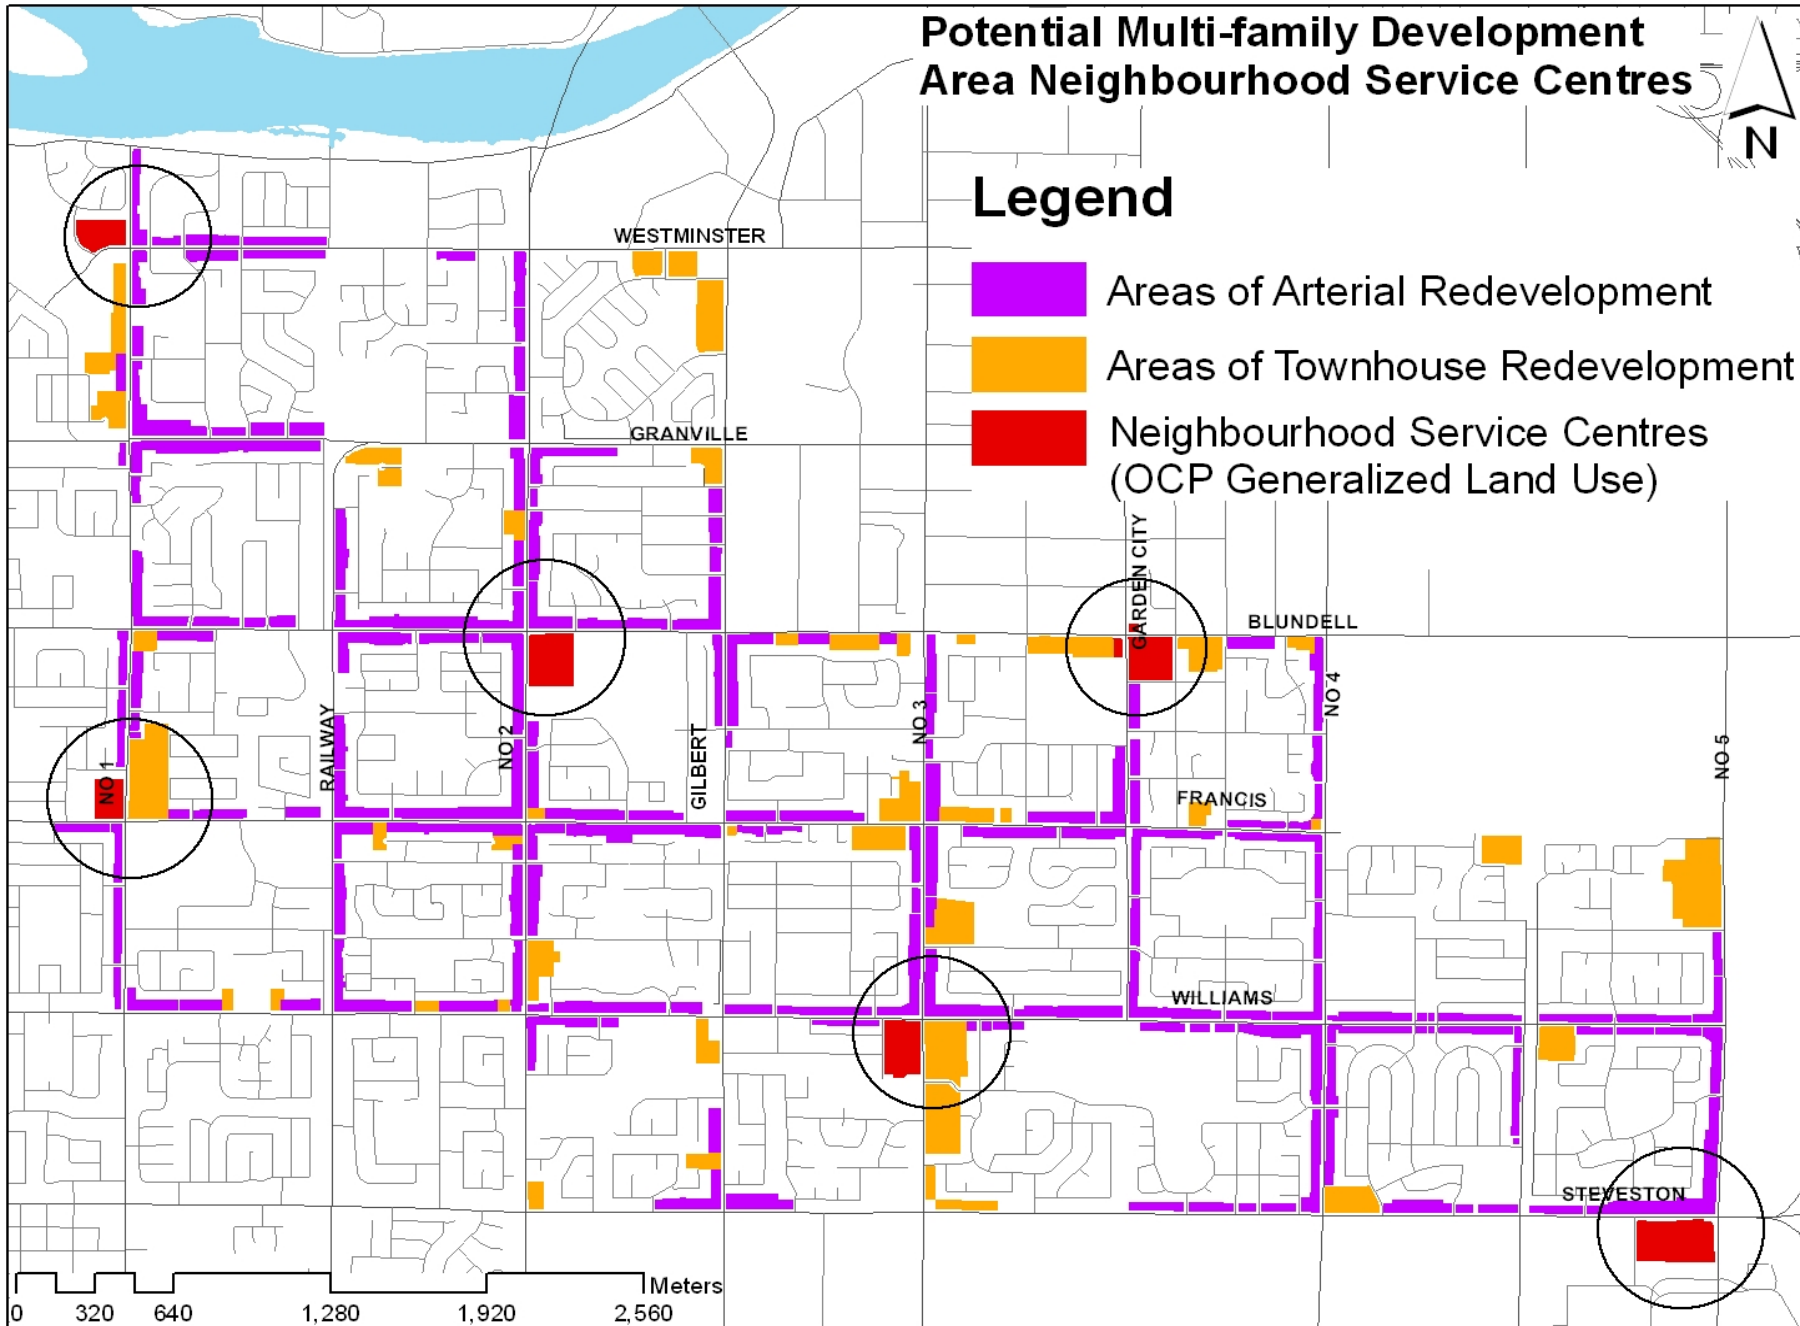 Potential Multi-family Development
Area Neighbourhood Service Centres
N
Legend
WESTMINSTER
Areas of Arterial Redevelopment
Areas of Townhouse Redevelopment
Neighbourhood Service Centres
GRANVILLE
(OCP Generalized Land Use)
GARDEN CITY
BLUNDELL
NO 4
NO 3
RAILWAY
NO 2
GILBERT
NO 5
NO 1
FRANCIS
WILLIAMS
STEVESTON
Meters
0 320 640 1,280 1,920 2,560